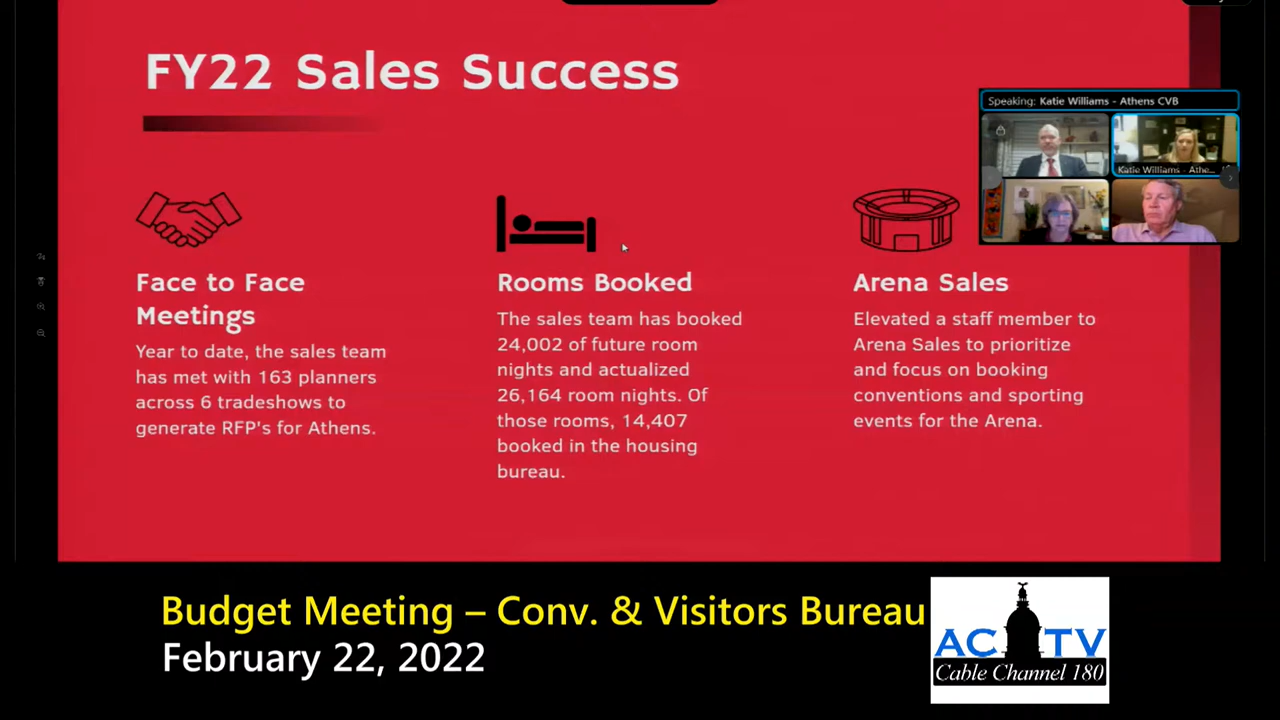 FY22 Sales Success
Speaking: Katie Williams - Athens CVB
Katie Williams - Athe...
Face to Face
Meetings
Year to date, the sales team
has met with 163 planners
across 6 tradeshows to
generate RFP's for Athens.
Rooms Booked
The sales team has booked
24,002 of future room
nights and actualized
26,164 room nights. Of
those rooms, 14,407
booked in the housing
bureau.
Arena Sales
Elevated a staff member to
Arena Sales to prioritize
and focus on booking
conventions and sporting
events for the Arena.
Budget Meeting – Conv. & Visitors Bureau
February 22, 2022
AC TV
Cable Channel 180